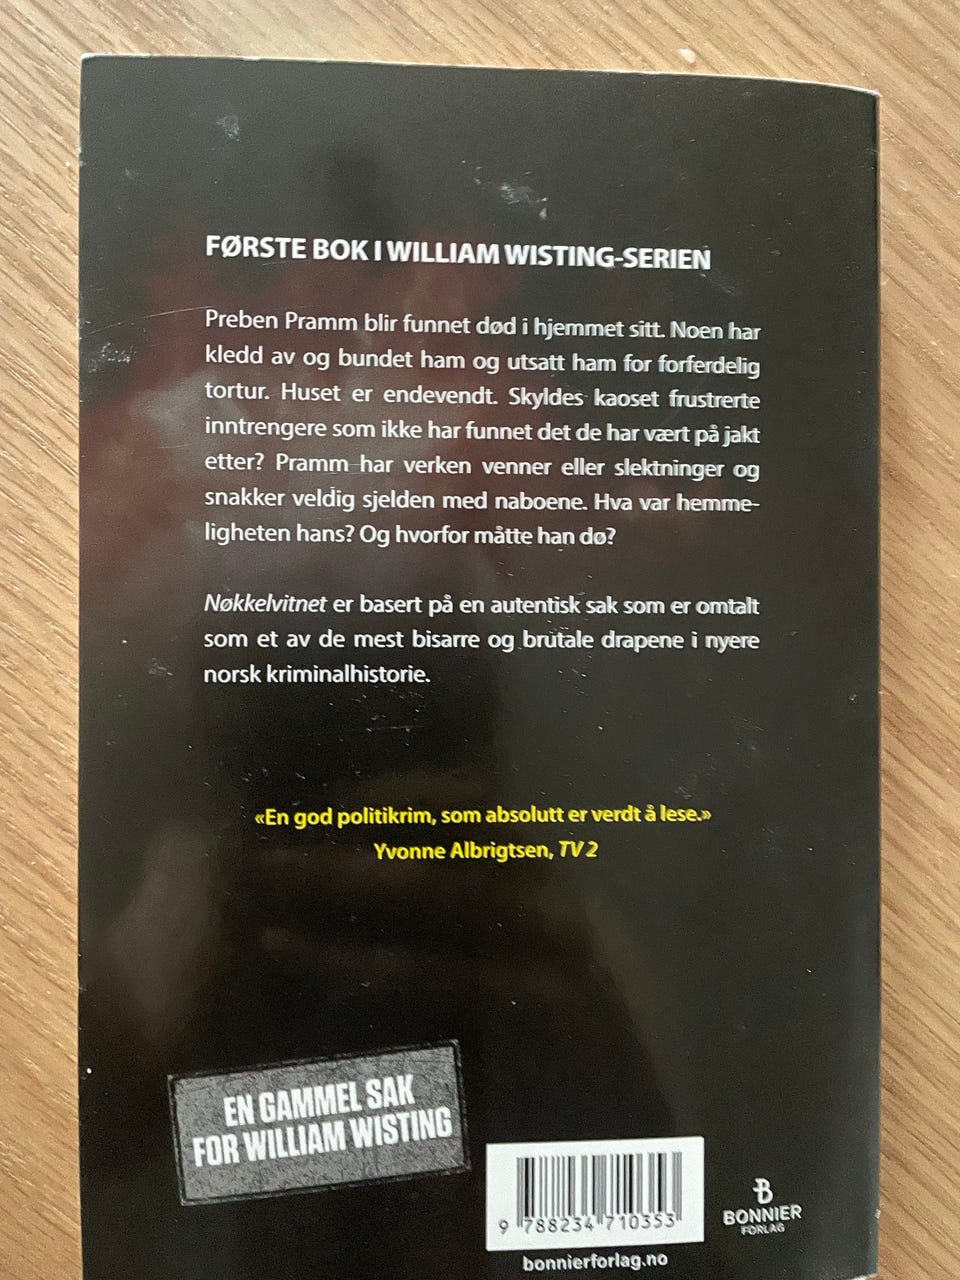 FØRSTE BOK I WILLIAM WISTING-SERIEN
Preben Pramm blir funnet død i hjemmet sitt. Noen har
kledd av og bundet ham og utsatt ham for forferdelig
tortur. Huset er endevendt. Skyldes kaoset frustrerte
inntrengere som ikke har funnet det de har vært på jakt
etter? Pramm har verken venner eller slektninger og
snakker veldig sjelden med naboene. Hva var hemme-
ligheten hans? Og hvorfor måtte han dø?
Nøkkelvitnet er basert på en autentisk sak som er omtalt
som et av de mest bisarre og brutale drapene i nyere
norsk kriminalhistorie.
«En god politikrim, som absolutt er verdt å lese.»
Yvonne Albrigtsen, TV 2
EN GAMMEL SAK
FOR WILLIAM WISTING
9 788234 710353
bonnierforlag.no
B
BONNIER
FORLAG